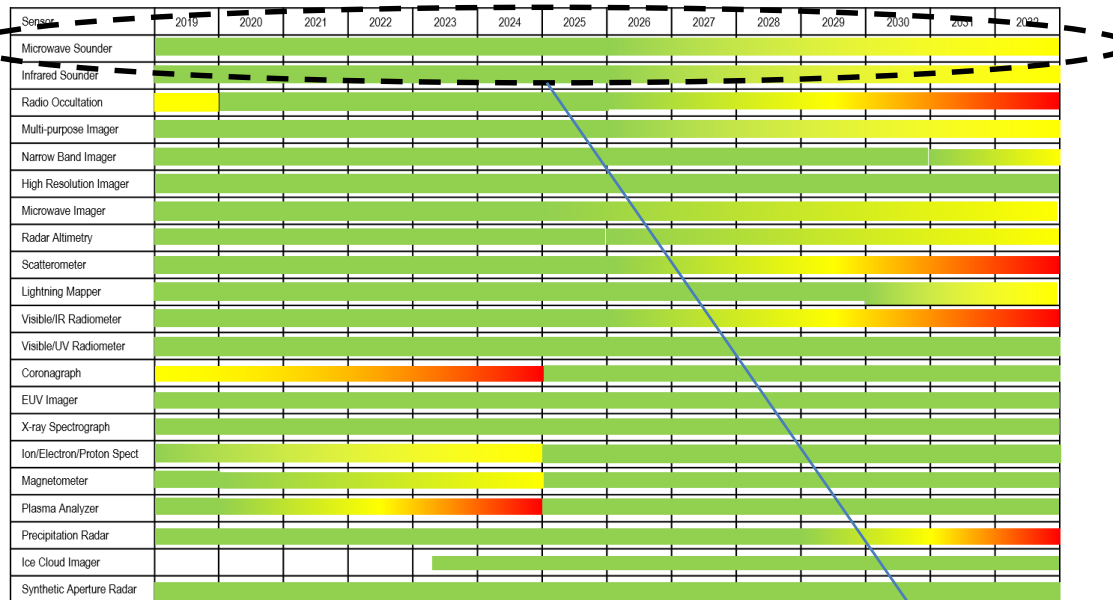 Sensor 2019 2020 2021 2022 2023 2024 2025 2026 2027 2028 2029 2030 2031 2032
Microwave Sounder
Infrared Sounder
Radio Occultation
Multi-purpose Imager
Narrow Band Imager
High Resolution Imager
Microwave Imager
Radar Altimetry
Scatterometer
Lightning Mapper
Visible/IR Radiometer
Visible/UV Radiometer
Coronagraph
EUV Imager
X-ray Spectrograph
Ion/Electron/Proton Spect
Magnetometer
Plasma Analyzer
Precipitation Radar
Ice Cloud Imager
Synthetic Aperture Radar